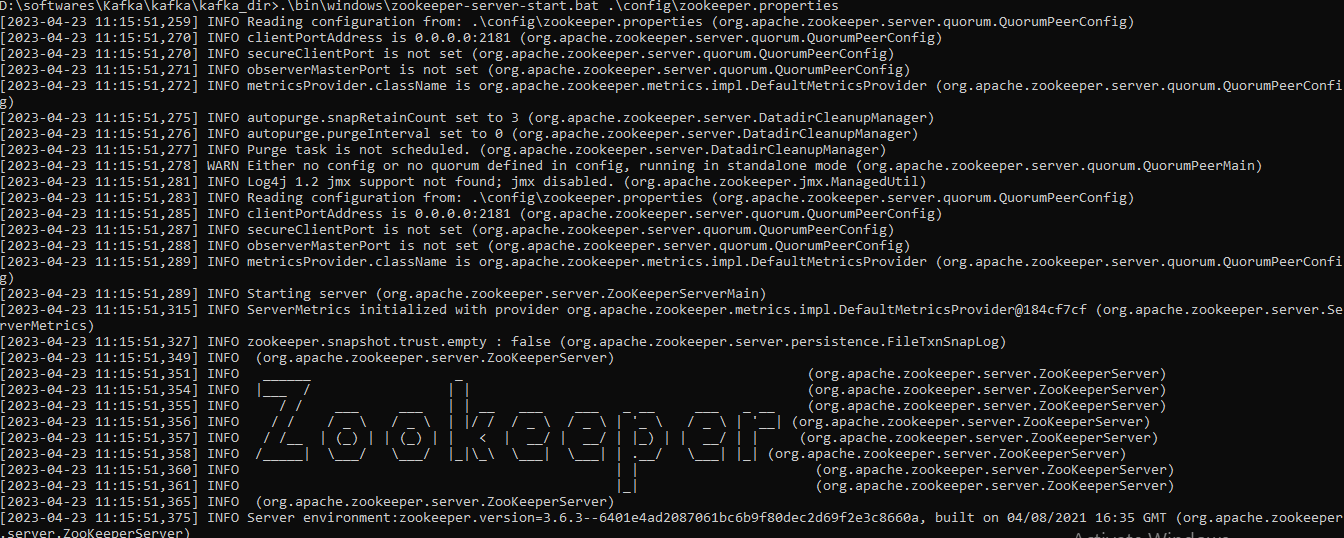 D:\softwares\Kafka\kafka\kafka_dir>.\bin\windows\zookeeper-server-start.bat .\config\zookeeper.properties
[2023-04-23 11:15:51,259] INFO Reading configuration from: .\config\zookeeper.properties (org.apache.zookeeper.server.quorum.QuorumPeerConfig)
[2023-04-23 11:15:51,270] INFO clientPortAddress is 0.0.0.0:2181 (org.apache.zookeeper.server.quorum.QuorumPeerConfig)
[2023-04-23 11:15:51,270] INFO secureClientPort is not set (org.apache.zookeeper.server.quorum.QuorumPeerConfig)
[2023-04-23 11:15:51,271] INFO observerMasterPort is not set (org.apache.zookeeper.server.quorum.QuorumPeerConfig)
[2023-04-23 11:15:51,272] INFO metricsProvider.className is org.apache.zookeeper.metrics.impl.DefaultMetricsProvider (org.apache.zookeeper.server.quorum.QuorumPeerConfi
g)
[2023-04-23 11:15:51,275] INFO autopurge.snapRetainCount set to 3 (org.apache.zookeeper.server.DatadirCleanupManager)
[2023-04-23 11:15:51,276] INFO autopurge.purgeInterval set to 0 (org.apache.zookeeper.server.DatadirCleanupManager)
[2023-04-23 11:15:51,277] INFO Purge task is not scheduled. (org.apache.zookeeper.server.DatadirCleanupManager)
[2023-04-23 11:15:51,278] WARN Either no config or no quorum defined in config, running in standalone mode (org.apache.zookeeper.server.quorum.QuorumPeerMain)
[2023-04-23 11:15:51,281] INFO Log4j 1.2 jmx support not found; jmx disabled. (org.apache.zookeeper.jmx.ManagedUtil)
[2023-04-23 11:15:51,283] INFO Reading configuration from: .\config\zookeeper.properties (org.apache.zookeeper.server.quorum.QuorumPeerConfig)
[2023-04-23 11:15:51,285] INFO clientPortAddress is 0.0.0.0:2181 (org.apache.zookeeper.server.quorum.QuorumPeerConfig)
[2023-04-23 11:15:51,287] INFO secureClientPort is not set (org.apache.zookeeper.server.quorum.QuorumPeerConfig)
[2023-04-23 11:15:51,288] INFO observerMasterPort is not set (org.apache.zookeeper.server.quorum.QuorumPeerConfig)
[2023-04-23 11:15:51,289] INFO metricsProvider.className is org.apache.zookeeper.metrics.impl.DefaultMetricsProvider (org.apache.zookeeper.server.quorum.QuorumPeerConfi
g)
[2023-04-23 11:15:51,289] INFO Starting server (org.apache.zookeeper.server.ZooKeeperServerMain)
[2023-04-23 11:15:51,315] INFO ServerMetrics initialized with provider org.apache.zookeeper.metrics.impl.DefaultMetricsProvider@184cf7cf (org.apache.zookeeper.server.Se
rverMetrics)
[2023-04-23 11:15:51,327] INFO zookeeper.snapshot.trust.empty : false (org.apache.zookeeper.server.persistence.FileTxnSnapLog)
[2023-04-23 11:15:51,349] INFO  (org.apache.zookeeper.server.ZooKeeperServer)
[2023-04-23 11:15:51,351] INFO   ______                  _                                           (org.apache.zookeeper.server.ZooKeeperServer)
[2023-04-23 11:15:51,354] INFO  |___  /                 | |                                          (org.apache.zookeeper.server.ZooKeeperServer)
[2023-04-23 11:15:51,355] INFO     / /    ___     ___   | | __   ___    ___   _ __     ___   _ __    (org.apache.zookeeper.server.ZooKeeperServer)
[2023-04-23 11:15:51,356] INFO    / /    / _ \   / _ \  | |/ /  / _ \  / _ \ | '_ \   / _ \ | '__| (org.apache.zookeeper.server.ZooKeeperServer)
[2023-04-23 11:15:51,357] INFO   / /__  | (_) | | (_) | |   <  |  __/ |  __/ | |_) | |  __/ | |     (org.apache.zookeeper.server.ZooKeeperServer)
[2023-04-23 11:15:51,358] INFO  /_____|  \___/   \___/  |_|\_\  \___|  \___| | .__/   \___| |_| (org.apache.zookeeper.server.ZooKeeperServer)
[2023-04-23 11:15:51,360] INFO                                               | |                      (org.apache.zookeeper.server.ZooKeeperServer)
[2023-04-23 11:15:51,361] INFO                                               |_|                      (org.apache.zookeeper.server.ZooKeeperServer)
[2023-04-23 11:15:51,365] INFO  (org.apache.zookeeper.server.ZooKeeperServer)
[2023-04-23 11:15:51,375] INFO Server environment:zookeeper.version=3.6.3--6401e4ad2087061bc6b9f80dec2d69f2e3c8660a, built on 04/08/2021 16:35 GMT (org.apache.zookeeper
.server.ZooKeeperServer)